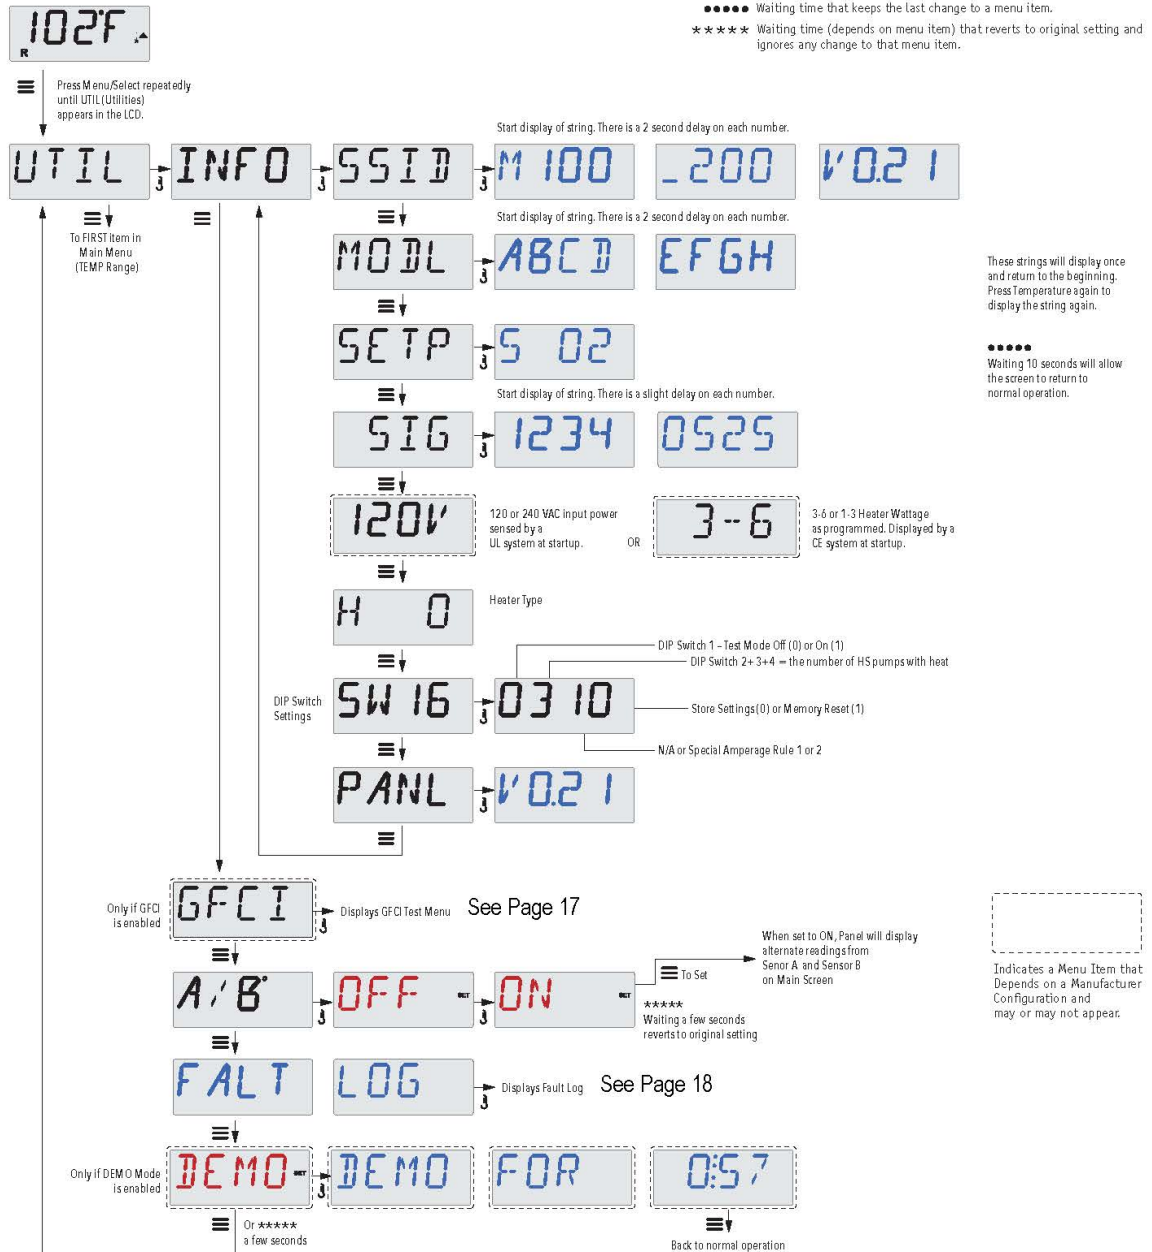 102°F
R
●●●●● Waiting time that keeps the last change to a menu item.
***** Waiting time (depends on menu item) that reverts to original setting and
ignores any change to that menu item.
Press Menu/Select repeatedly
until UTIL (Utilities)
appears in the LCD.
Start display of string. There is a 2 second delay on each number.
UTIL INFO SSID M100 _200 V0.21
To FIRST item in
Main Menu
(TEMP Range)
Start display of string. There is a 2 second delay on each number.
MODL ABCD EFGH
These strings will display once
and return to the beginning.
Press Temperature again to
display the string again.
SETP S 02
●●●●●
Waiting 10 seconds will allow
the screen to return to
normal operation.
Start display of string. There is a slight delay on each number.
SIG 1234 0525
120V
120 or 240 VAC input power
sensed by a
UL system at startup.
OR
3-6
3-6 or 1-3 Heater Wattage
as programmed. Displayed by a
CE system at startup.
H 0
Heater Type
DIP Switch 1 – Test Mode Off (0) or On (1)
DIP Switch 2+ 3+4 = the number of HS pumps with heat
DIP Switch
Settings
SW16 0310
Store Settings (0) or Memory Reset (1)
N/A or Special Amperage Rule 1 or 2
PANL V0.21
Only if GFCI
is enabled
GFCI
Displays GFCI Test Menu See Page 17
When set to ON, Panel will display
alternate readings from
Senor A and Sensor B
on Main Screen
A/B° OFF SET ON SET
To Set
*****
Waiting a few seconds
reverts to original setting
Indicates a Menu Item that
Depends on a Manufacturer
Configuration and
may or may not appear.
FALT LOG
Displays Fault Log See Page 18
Only if DEMO Mode
is enabled
DEMO SET DEMO FOR 0:57
Or *****
a few seconds
Back to normal operation